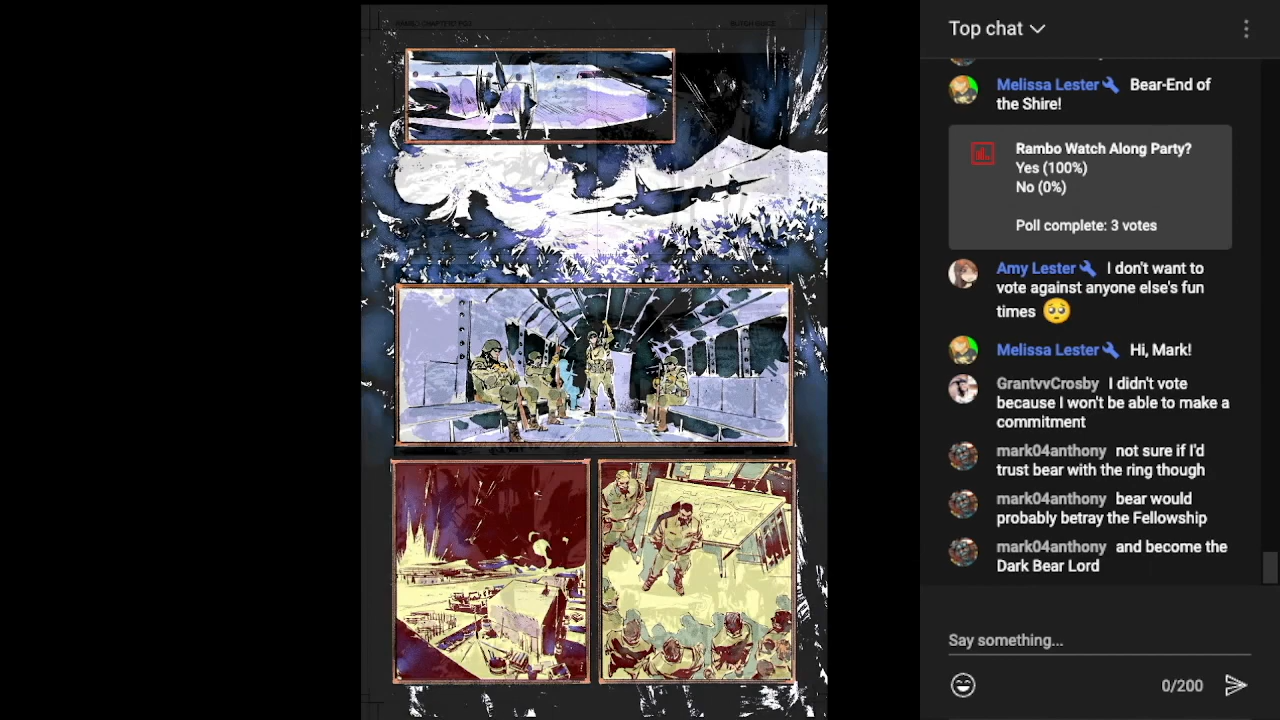 Top chat
Melissa Lester Bear-End of
the Shire!
Rambo Watch Along Party?
Yes (100%)
No (0%)
Poll complete: 3 votes
Amy Lester I don't want to
vote against anyone else's fun
times 🥺
Melissa Lester Hi, Mark!
GrantvvCrosby I didn't vote
because I won't be able to make a
commitment
mark04anthony not sure if I'd
trust bear with the ring though
mark04anthony bear would
probably betray the Fellowship
mark04anthony and become the
Dark Bear Lord
Say something...
0/200